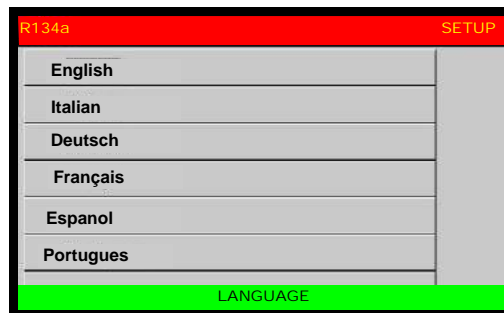 R134a SETUP
English
Italian
Deutsch
Français
Espanol
Portugues
LANGUAGE